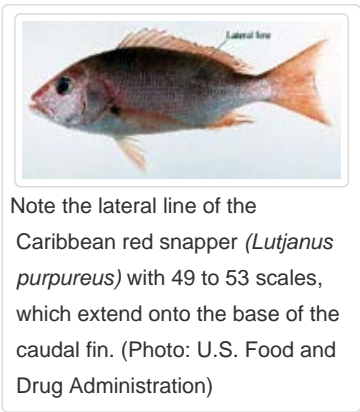 Lateral line
Note the lateral line of the
Caribbean red snapper (Lutjanus
purpureus) with 49 to 53 scales,
which extend onto the base of the
caudal fin. (Photo: U.S. Food and
Drug Administration)